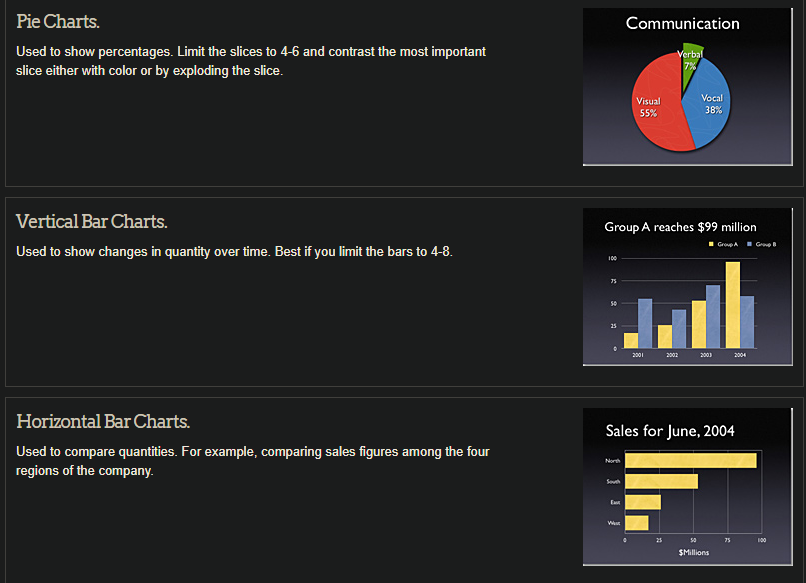 Pie Charts.
Used to show percentages. Limit the slices to 4-6 and contrast the most important
slice either with color or by exploding the slice.
Communication
Verbal
7%
Visual
55%
Vocal
38%
Vertical Bar Charts.
Used to show changes in quantity over time. Best if you limit the bars to 4-8.
Group A reaches $99 million
Group A Group B
100
75
50
25
0
2001 2002 2003 2004
Horizontal Bar Charts.
Used to compare quantities. For example, comparing sales figures among the four
regions of the company.
Sales for June, 2004
North
South
East
West
0 25 50 75 100
$Millions